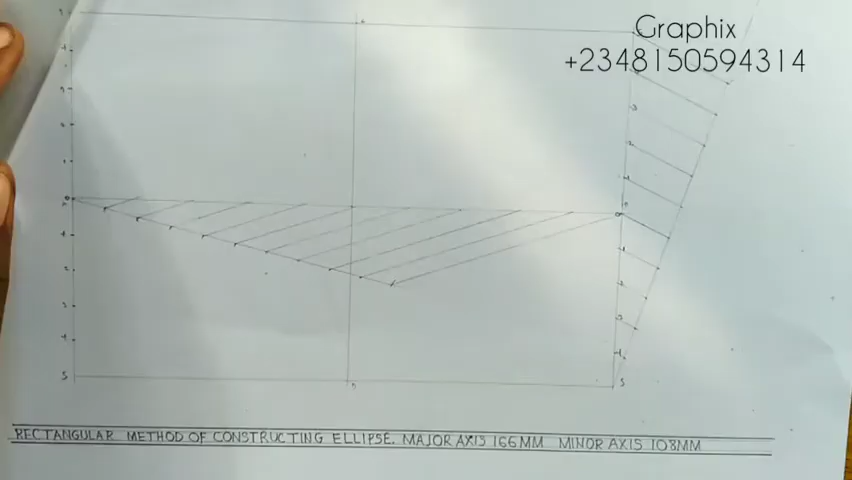 Graphix
+2348150594314
RECTANGULAR METHOD OF CONSTRUCTING ELLIPSE. MAJOR AXIS 166MM MINOR AXIS 108MM